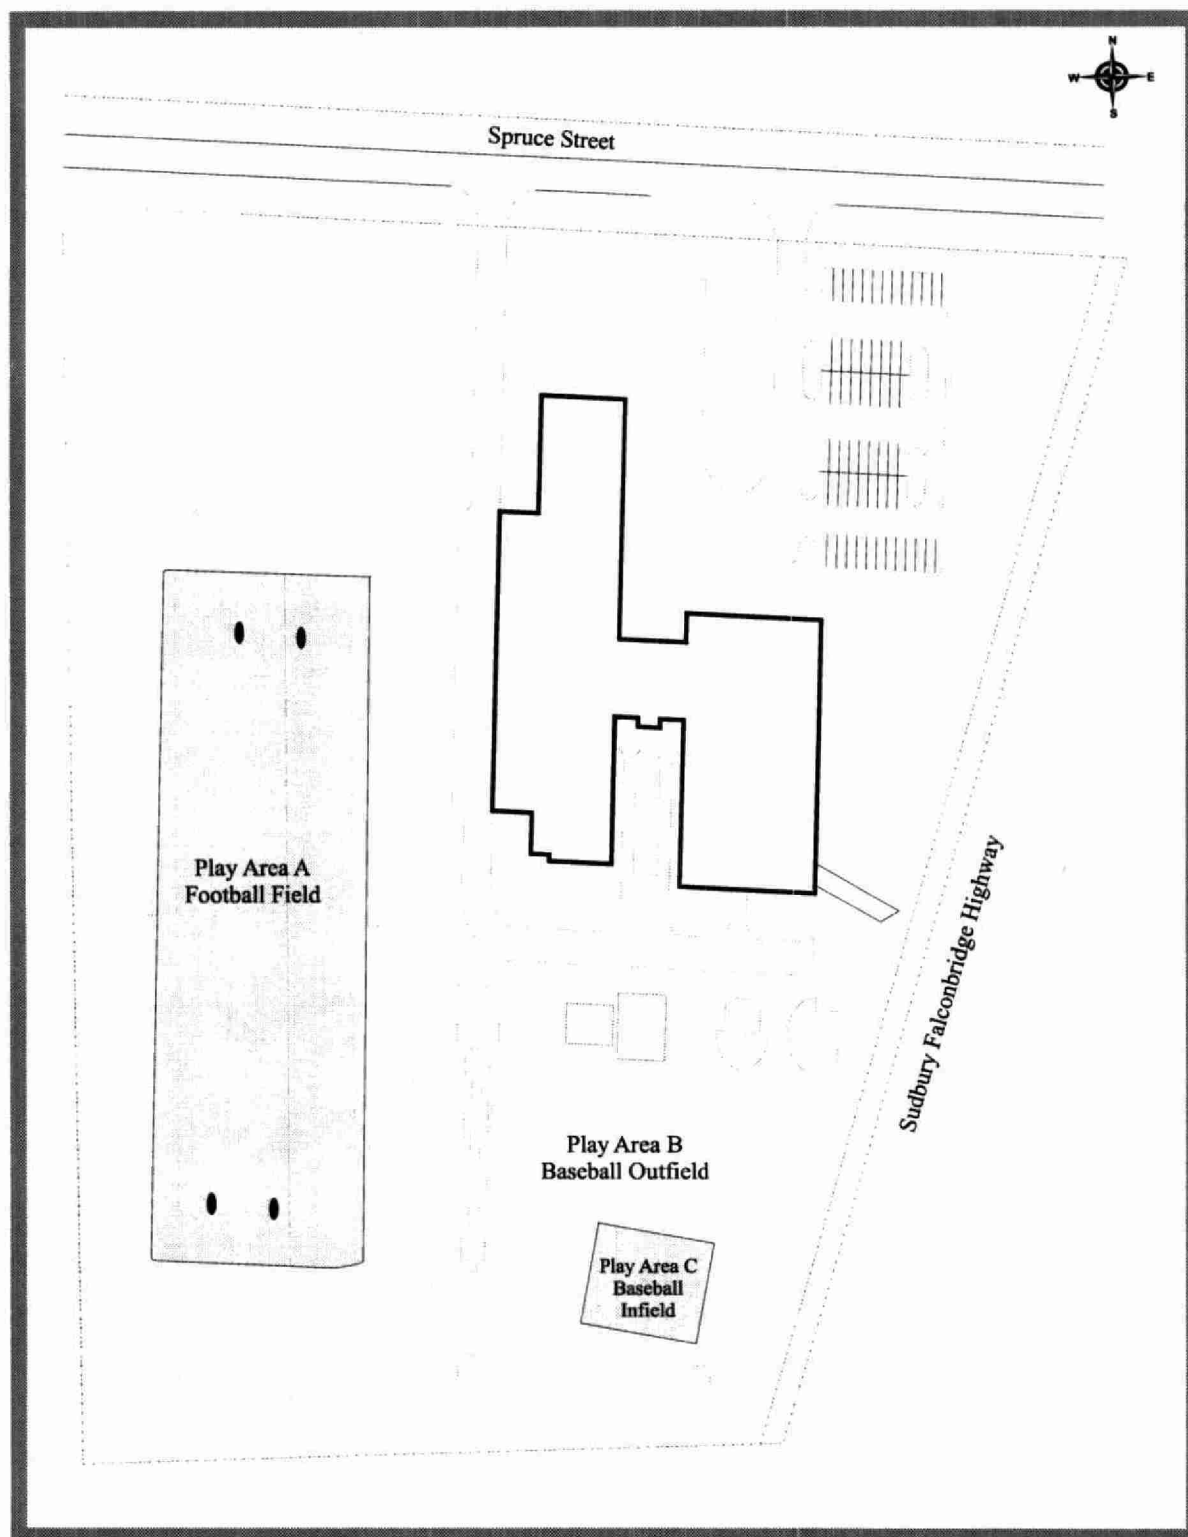 N
W E
S
Spruce Street
Play Area A
Football Field
Sudbury Falconbridge Highway
Play Area B
Baseball Outfield
Play Area C
Baseball
Infield